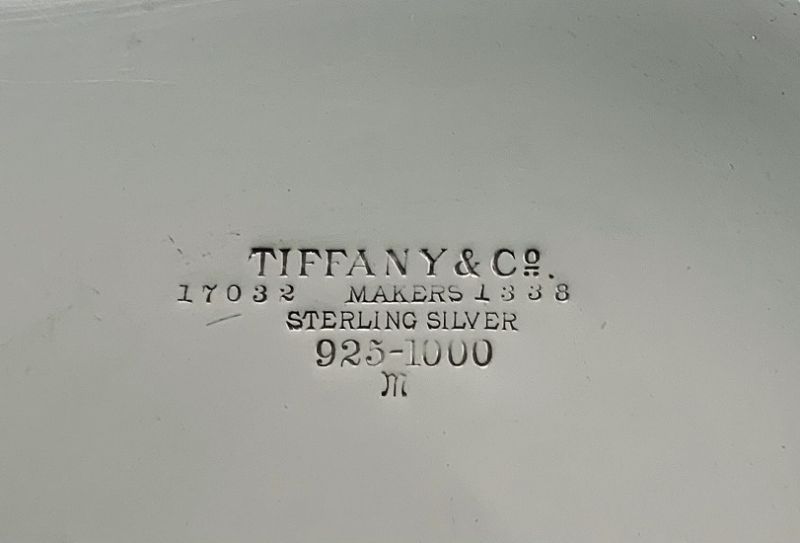 TIFFANY & Cº.
17032 MAKERS 1338
STERLING SILVER
925-1000
M